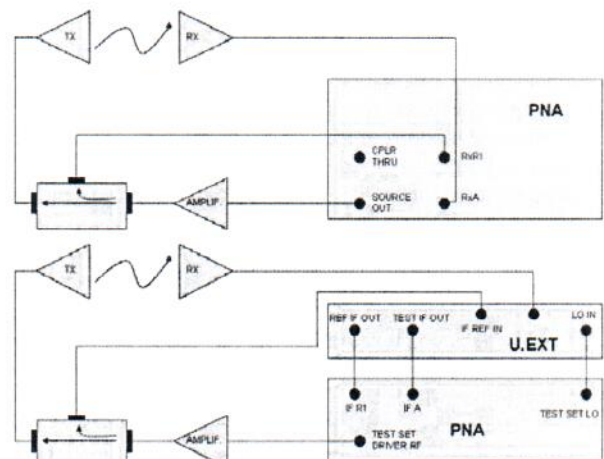 TX
RX
PNA
CPLR
THRU
RxR1
AMPLIF.
SOURCE
OUT
RxA
TX
RX
REF IF OUT
TEST IF OUT
IF REF IN
LO IN
U.EXT
IF R1
IF A
TEST SET LO
AMPLIF.
TEST SET
DRIVER RF
PNA